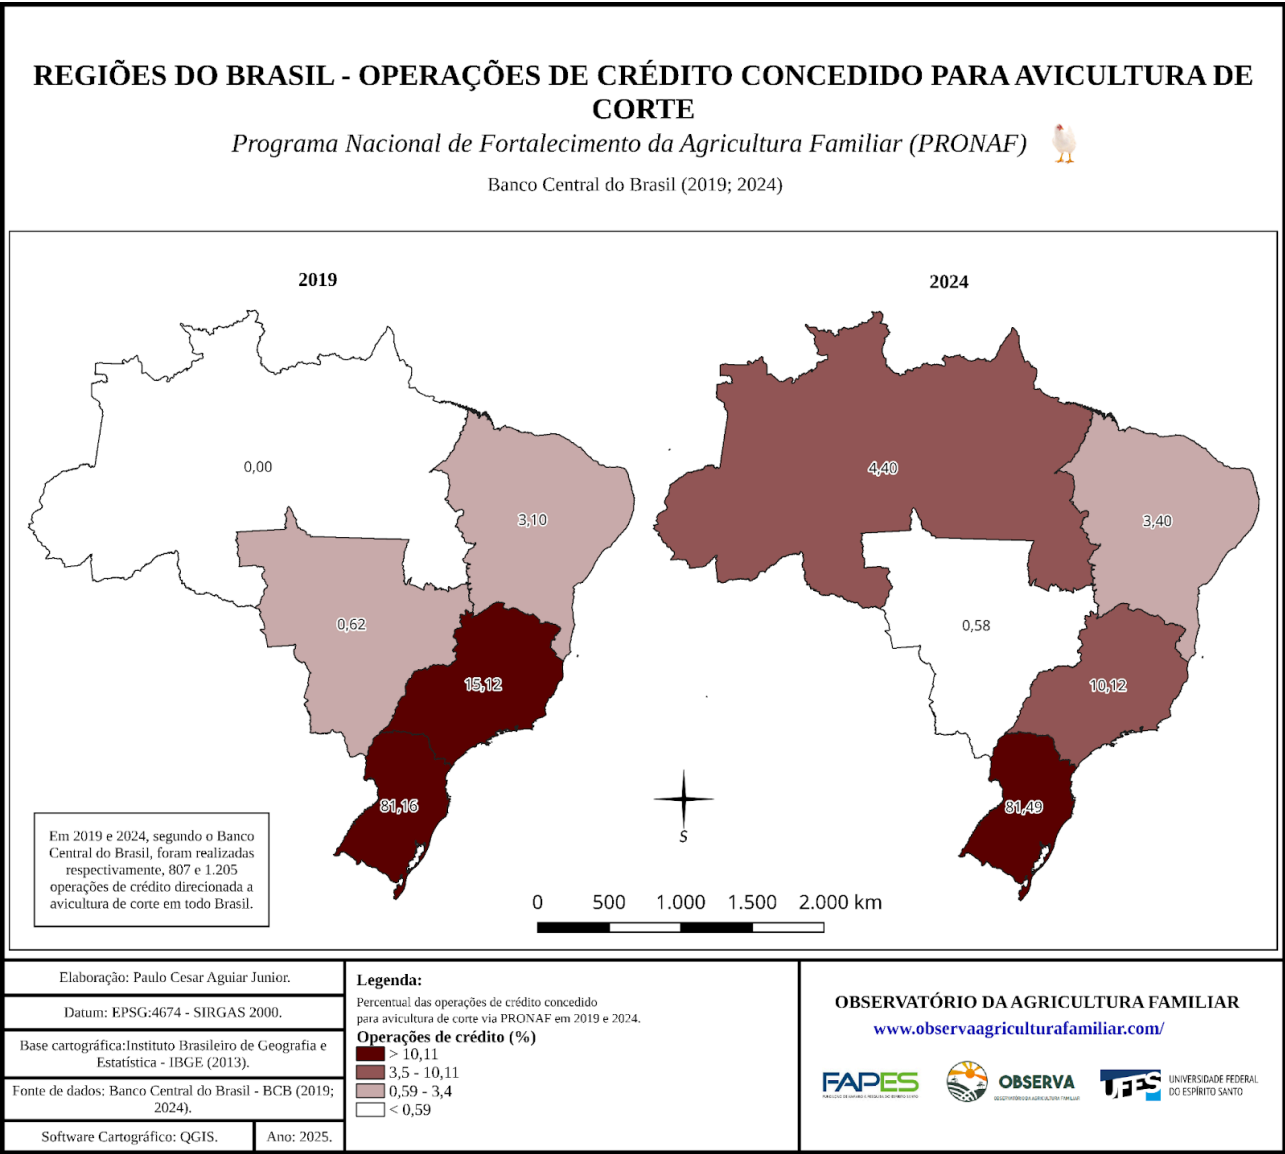 REGIÕES DO BRASIL - OPERAÇÕES DE CRÉDITO CONCEDIDO PARA AVICULTURA DE
CORTE
Programa Nacional de Fortalecimento da Agricultura Familiar (PRONAF)
Banco Central do Brasil (2019; 2024)
2019
2024
0,00
3,10
0,62
15,12
81,16
4,40
3,40
0,58
10,12
81,49
S
Em 2019 e 2024, segundo o Banco
Central do Brasil, foram realizadas
respectivamente, 807 e 1.205
operações de crédito direcionada a
avicultura de corte em todo Brasil.
0 500 1.000 1.500 2.000 km
Elaboração: Paulo Cesar Aguiar Junior.
Datum: EPSG:4674 - SIRGAS 2000.
Base cartográfica:Instituto Brasileiro de Geografia e
Estatística - IBGE (2013).
Fonte de dados: Banco Central do Brasil - BCB (2019;
2024).
Software Cartográfico: QGIS.
Ano: 2025.
Legenda:
Percentual das operações de crédito concedido
para avicultura de corte via PRONAF em 2019 e 2024.
Operações de crédito (%)
> 10,11
3,5 - 10,11
0,59 - 3,4
< 0,59
OBSERVATÓRIO DA AGRICULTURA FAMILIAR
www.observaagriculturafamiliar.com/
FAPES
OBSERVA
OBSERVATÓRIO DA AGRICULTURA FAMILIAR
UFES
UNIVERSIDADE FEDERAL
DO ESPÍRITO SANTO